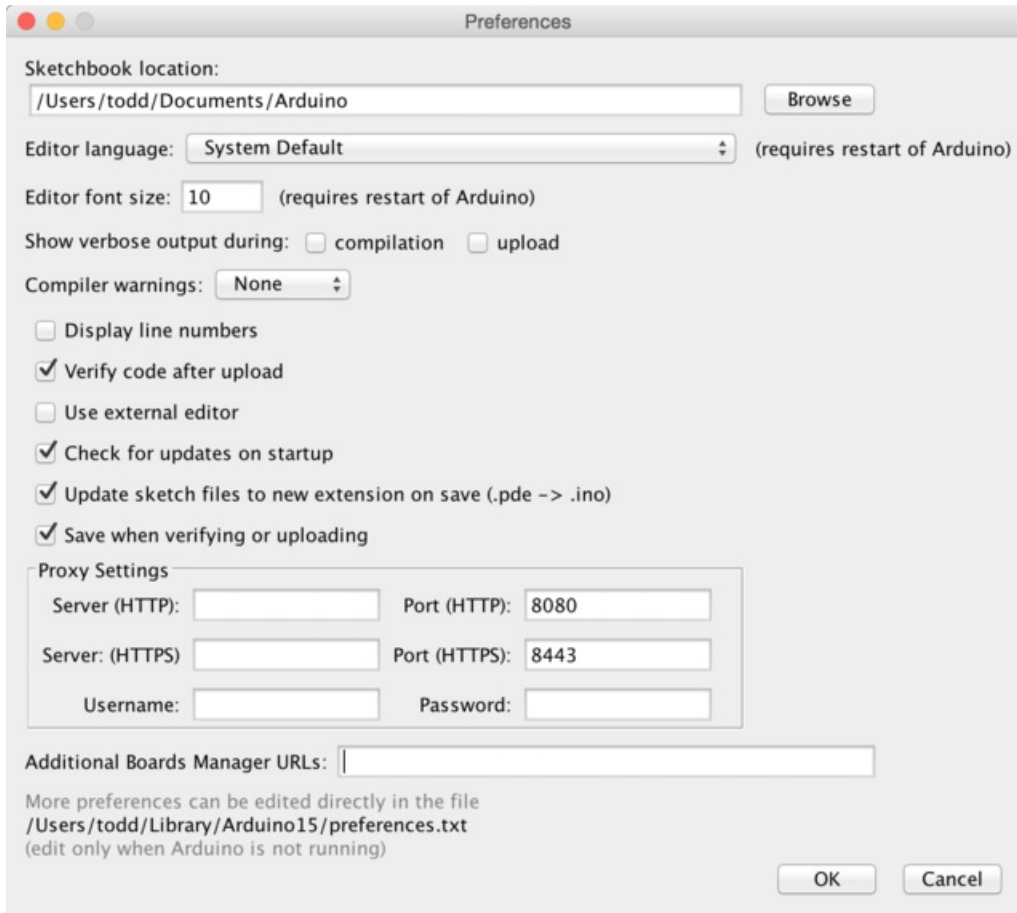 Preferences
Sketchbook location:
/Users/todd/Documents/Arduino Browse
Editor language: System Default (requires restart of Arduino)
Editor font size: 10 (requires restart of Arduino)
Show verbose output during: compilation upload
Compiler warnings: None
Display line numbers
Verify code after upload
Use external editor
Check for updates on startup
Update sketch files to new extension on save (.pde -> .ino)
Save when verifying or uploading
Proxy Settings
Server (HTTP): Port (HTTP): 8080
Server: (HTTPS) Port (HTTPS): 8443
Username: Password:
Additional Boards Manager URLs:
More preferences can be edited directly in the file
/Users/todd/Library/Arduino15/preferences.txt
(edit only when Arduino is not running)
OK Cancel